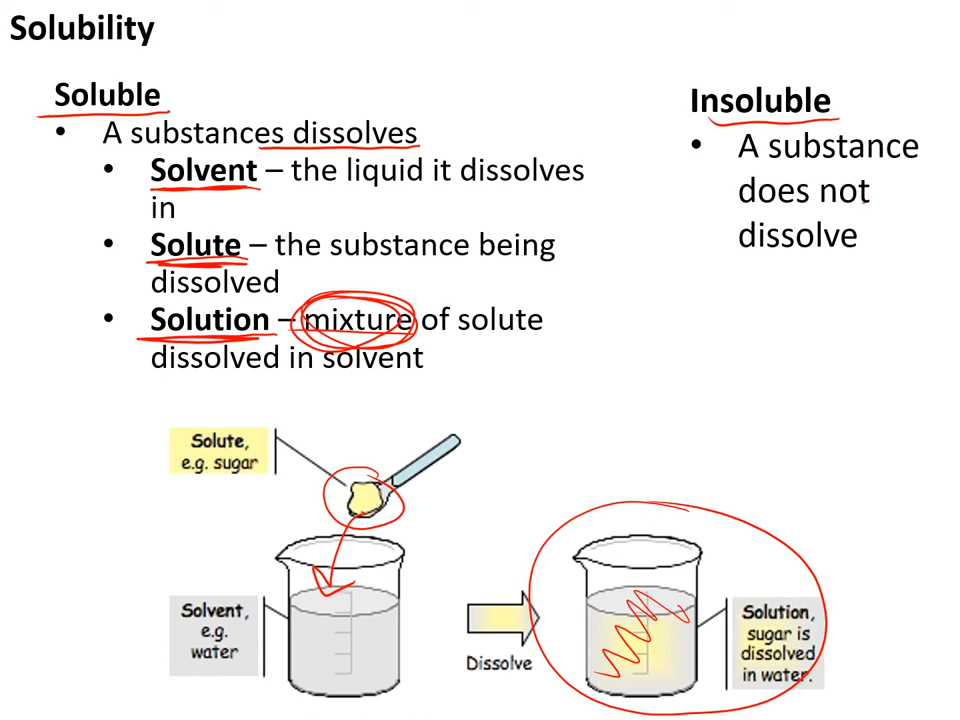 Solubility
Soluble
• A substances dissolves
• Solvent – the liquid it dissolves
in
• Solute – the substance being
dissolved
• Solution – mixture of solute
dissolved in solvent
Insoluble
• A substance
does not
dissolve
Solute,
e.g. sugar
Solvent,
e.g.
water
Dissolve
Solution,
sugar is
dissolved
in water.